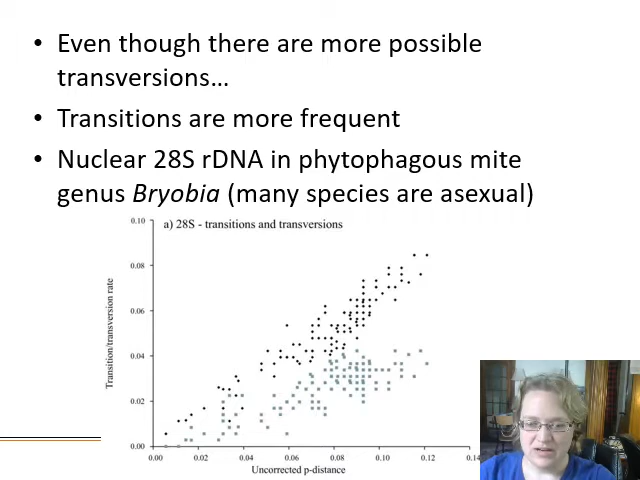 • Even though there are more possible
transversions...
• Transitions are more frequent
• Nuclear 28S rDNA in phytophagous mite
genus Bryobia (many species are asexual)
a) 28S - transitions and transversions
Transition/transversion rate
0.10
0.08
0.06
0.04
0.02
0.00
0.00 0.02 0.04 0.06 0.08 0.10 0.12 0.14
Uncorrected p-distance